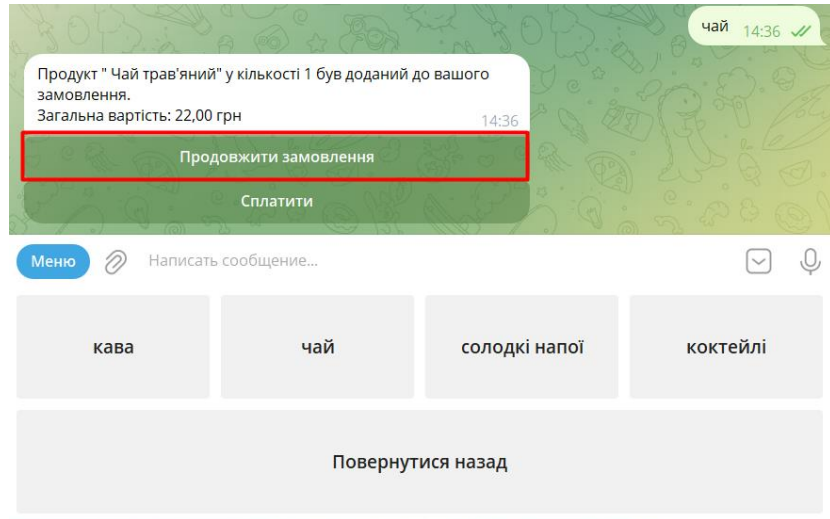 чай 14:36
Продукт " Чай трав'яний" у кількості 1 був доданий до вашого
замовлення.
Загальна вартість: 22,00 грн
14:36
Продовжити замовлення
Сплатити
Меню Написать сообщение...
кава чай солодкі напої коктейлі
Повернутися назад